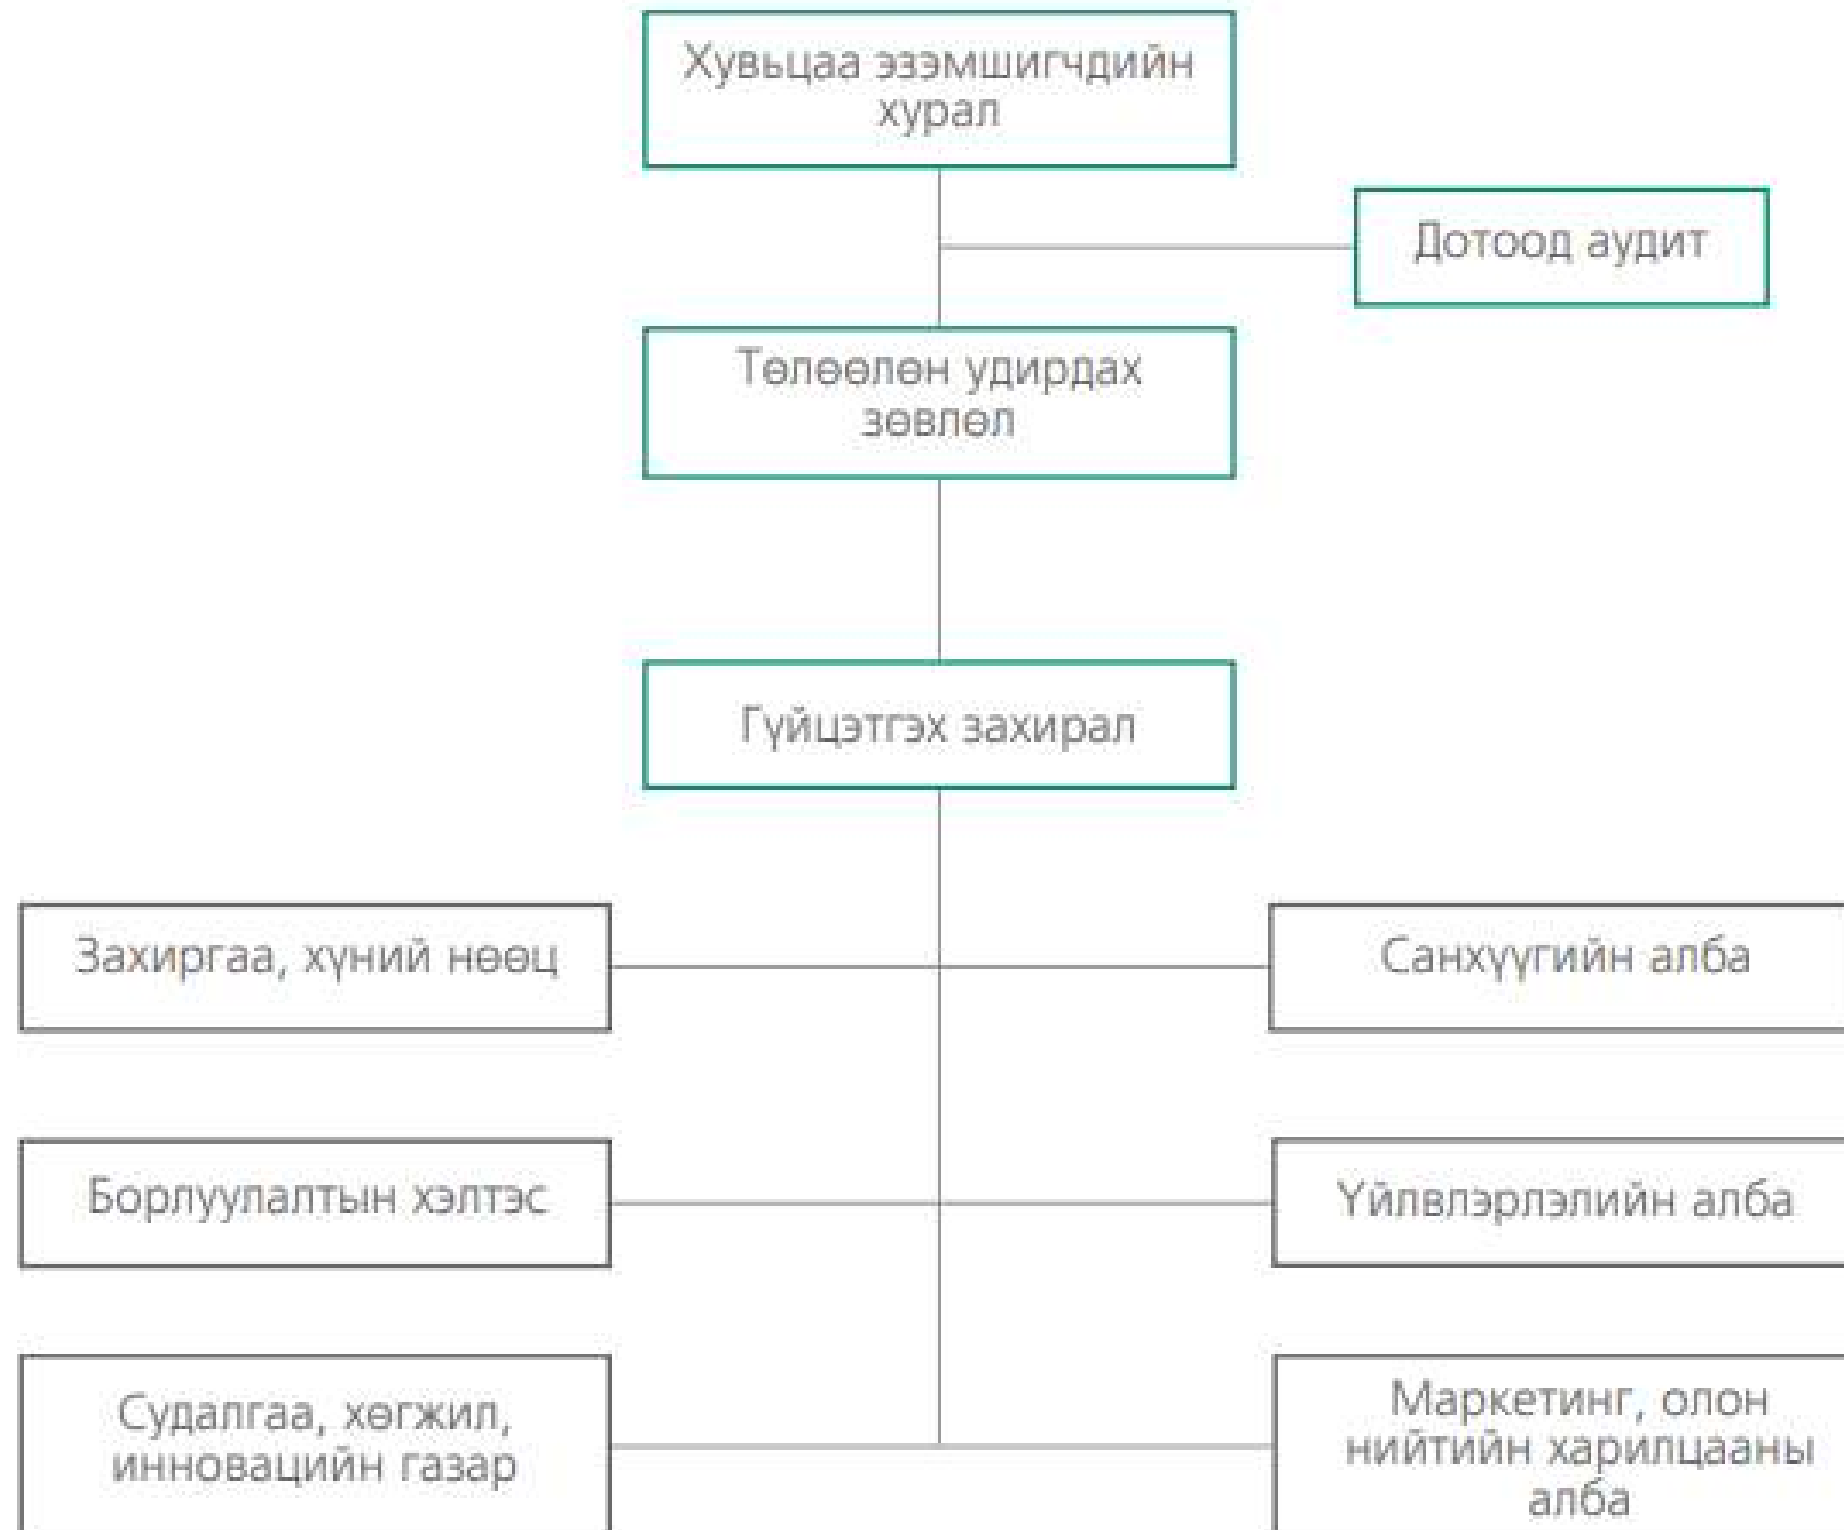 Хувьцаа эзэмшигчдийн
хурал
Дотоод аудит
Төлөөлөн удирдах
зөвлөл
Гүйцэтгэх захирал
Захиргаа, хүний нөөц
Санхүүгийн алба
Борлуулалтын хэлтэс
Үйлвлэрлэлийн алба
Судалгаа, хөгжил,
инновацийн газар
Маркетинг, олон
нийтийн харилцааны
алба